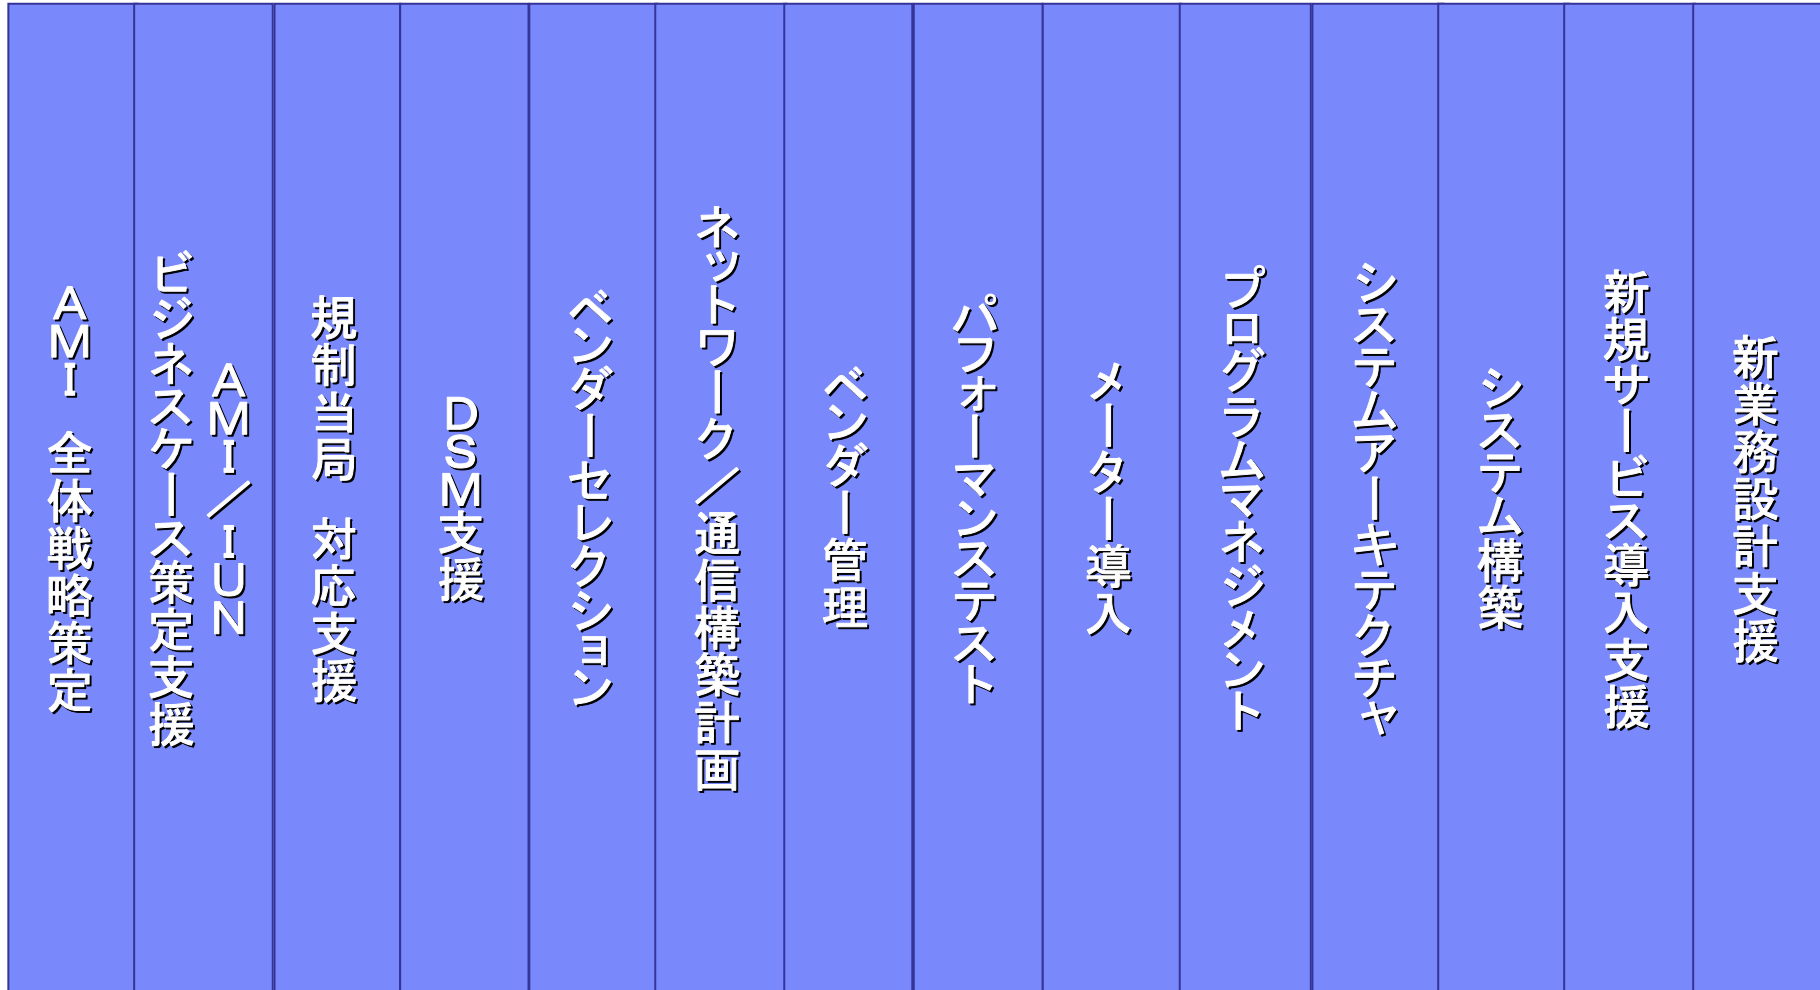 ＡＭＩ　全体戦略策定
ＡＭＩ／ＩＵＮ
ビジネスケース策定支援
規制当局　対応支援
ＤＳＭ支援
ベンダーセレクション
ネットワーク／通信構築計画
ベンダー管理
パフォーマンステスト
メーター導入
プログラムマネジメント
システムアーキテクチャ
システム構築
新規サービス導入支援
新業務設計支援